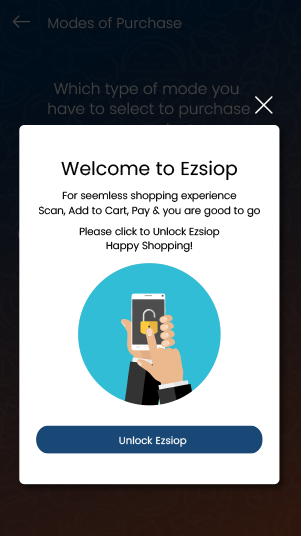 Modes of Purchase
Which type of mode you
have to select to purchase
Welcome to Ezsiop
For seemless shopping experience
Scan, Add to Cart, Pay & you are good to go
Please click to Unlock Ezsiop
Happy Shopping!
Unlock Ezsiop